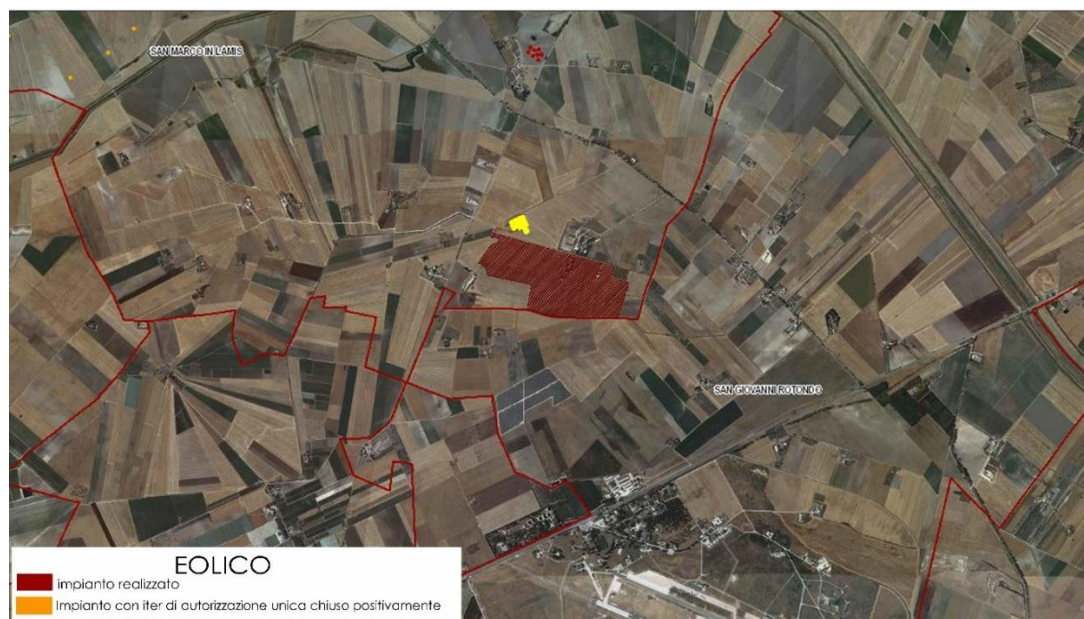 SAN MARCO IN LAMIS
SAN GIOVANNI ROTONDO
EOLICO
impianto realizzato
Impianto con iter di autorizzazione unica chiuso positivamente